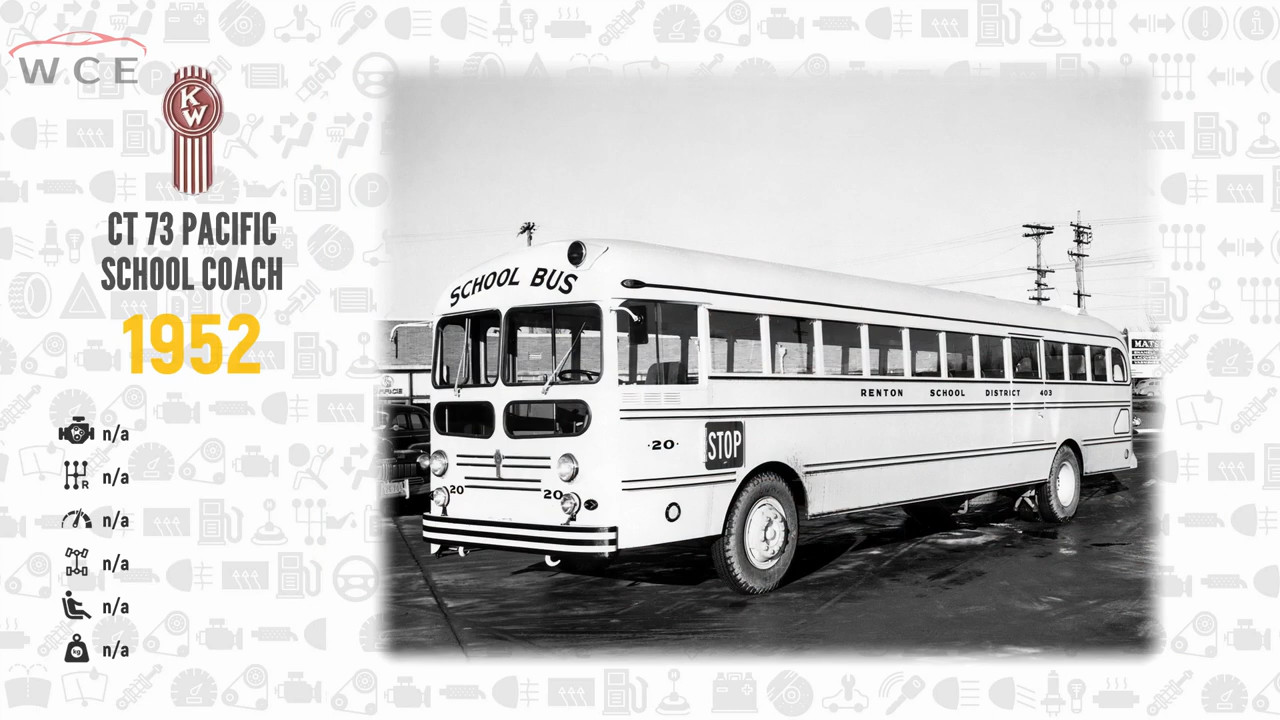 WCE
KW
CT 73 PACIFIC
SCHOOL COACH
1952
n/a
n/a
n/a
n/a
n/a
n/a
SCHOOL BUS
RENTON SCHOOL DISTRICT 403
·20·
STOP
20
20